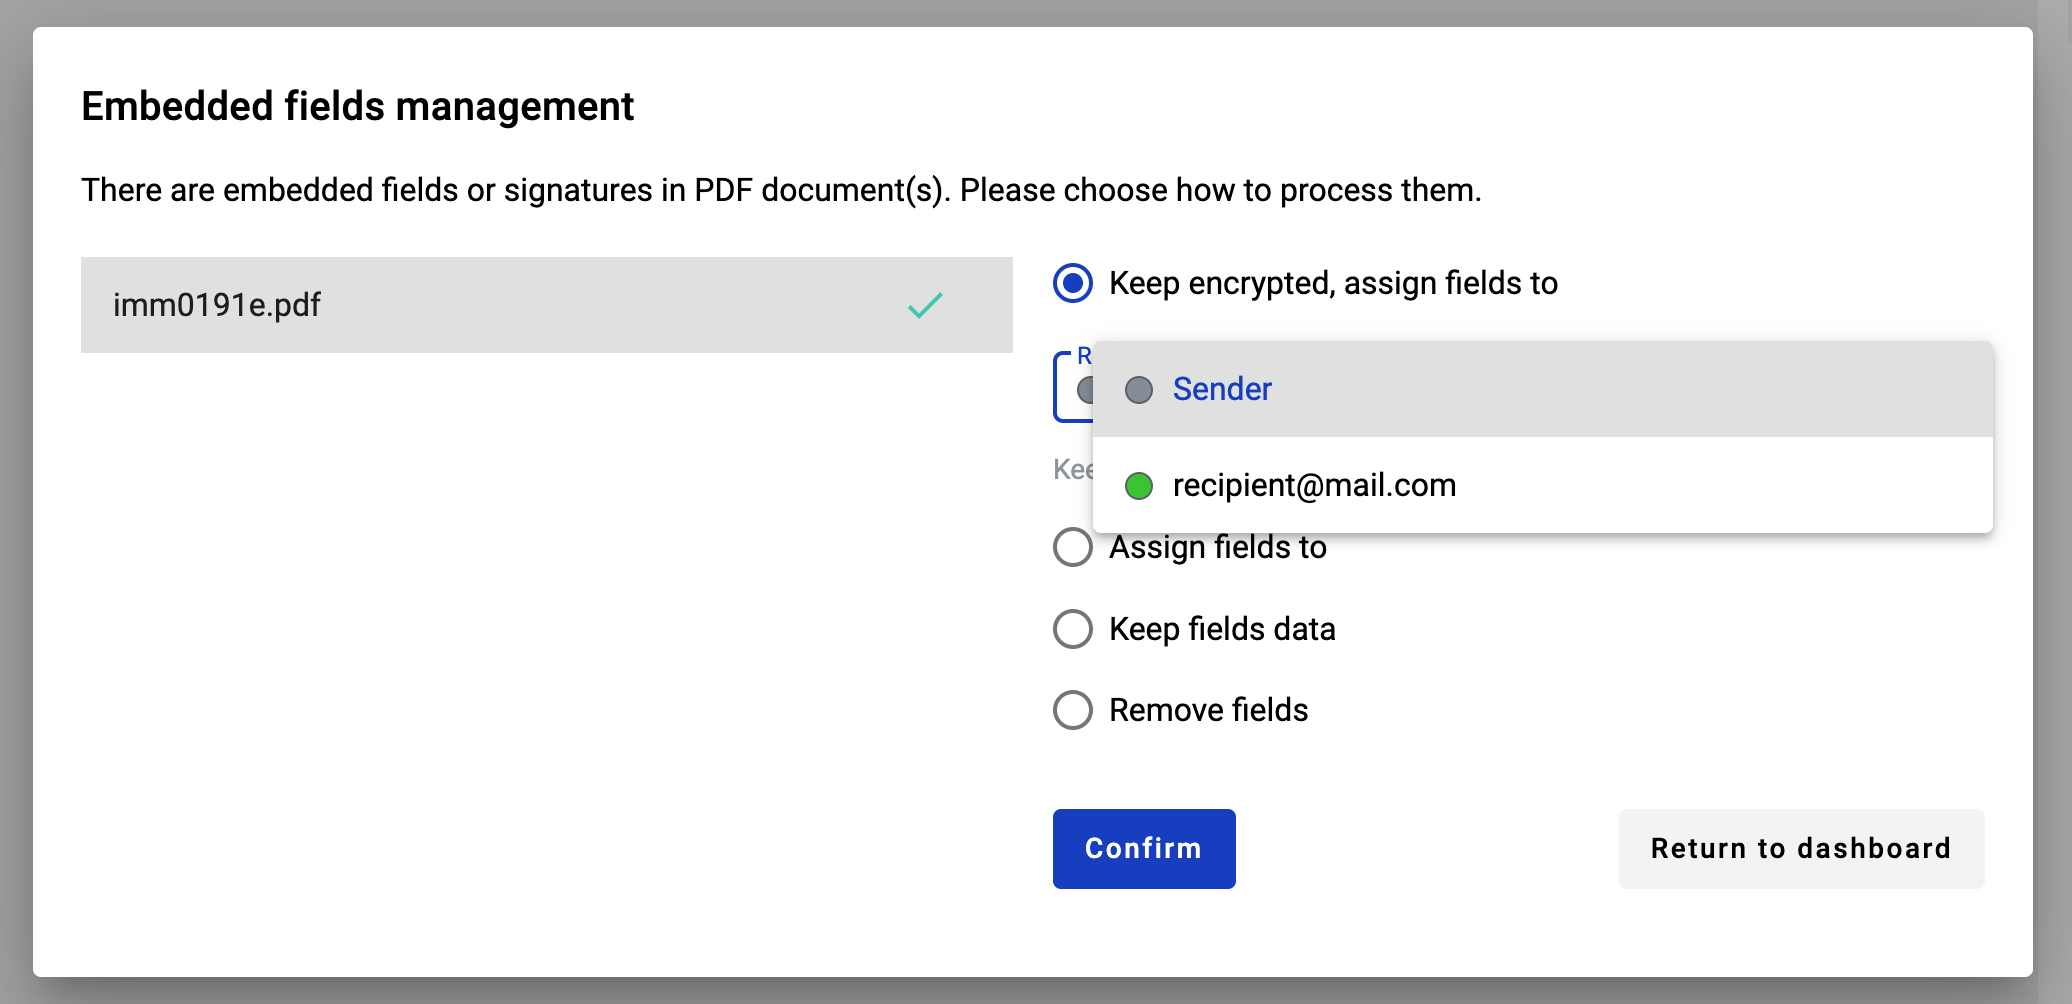 Embedded fields management
There are embedded fields or signatures in PDF document(s). Please choose how to process them.
imm0191e.pdf
Keep encrypted, assign fields to
Sender
recipient@mail.com
Assign fields to
Keep fields data
Remove fields
Confirm
Return to dashboard